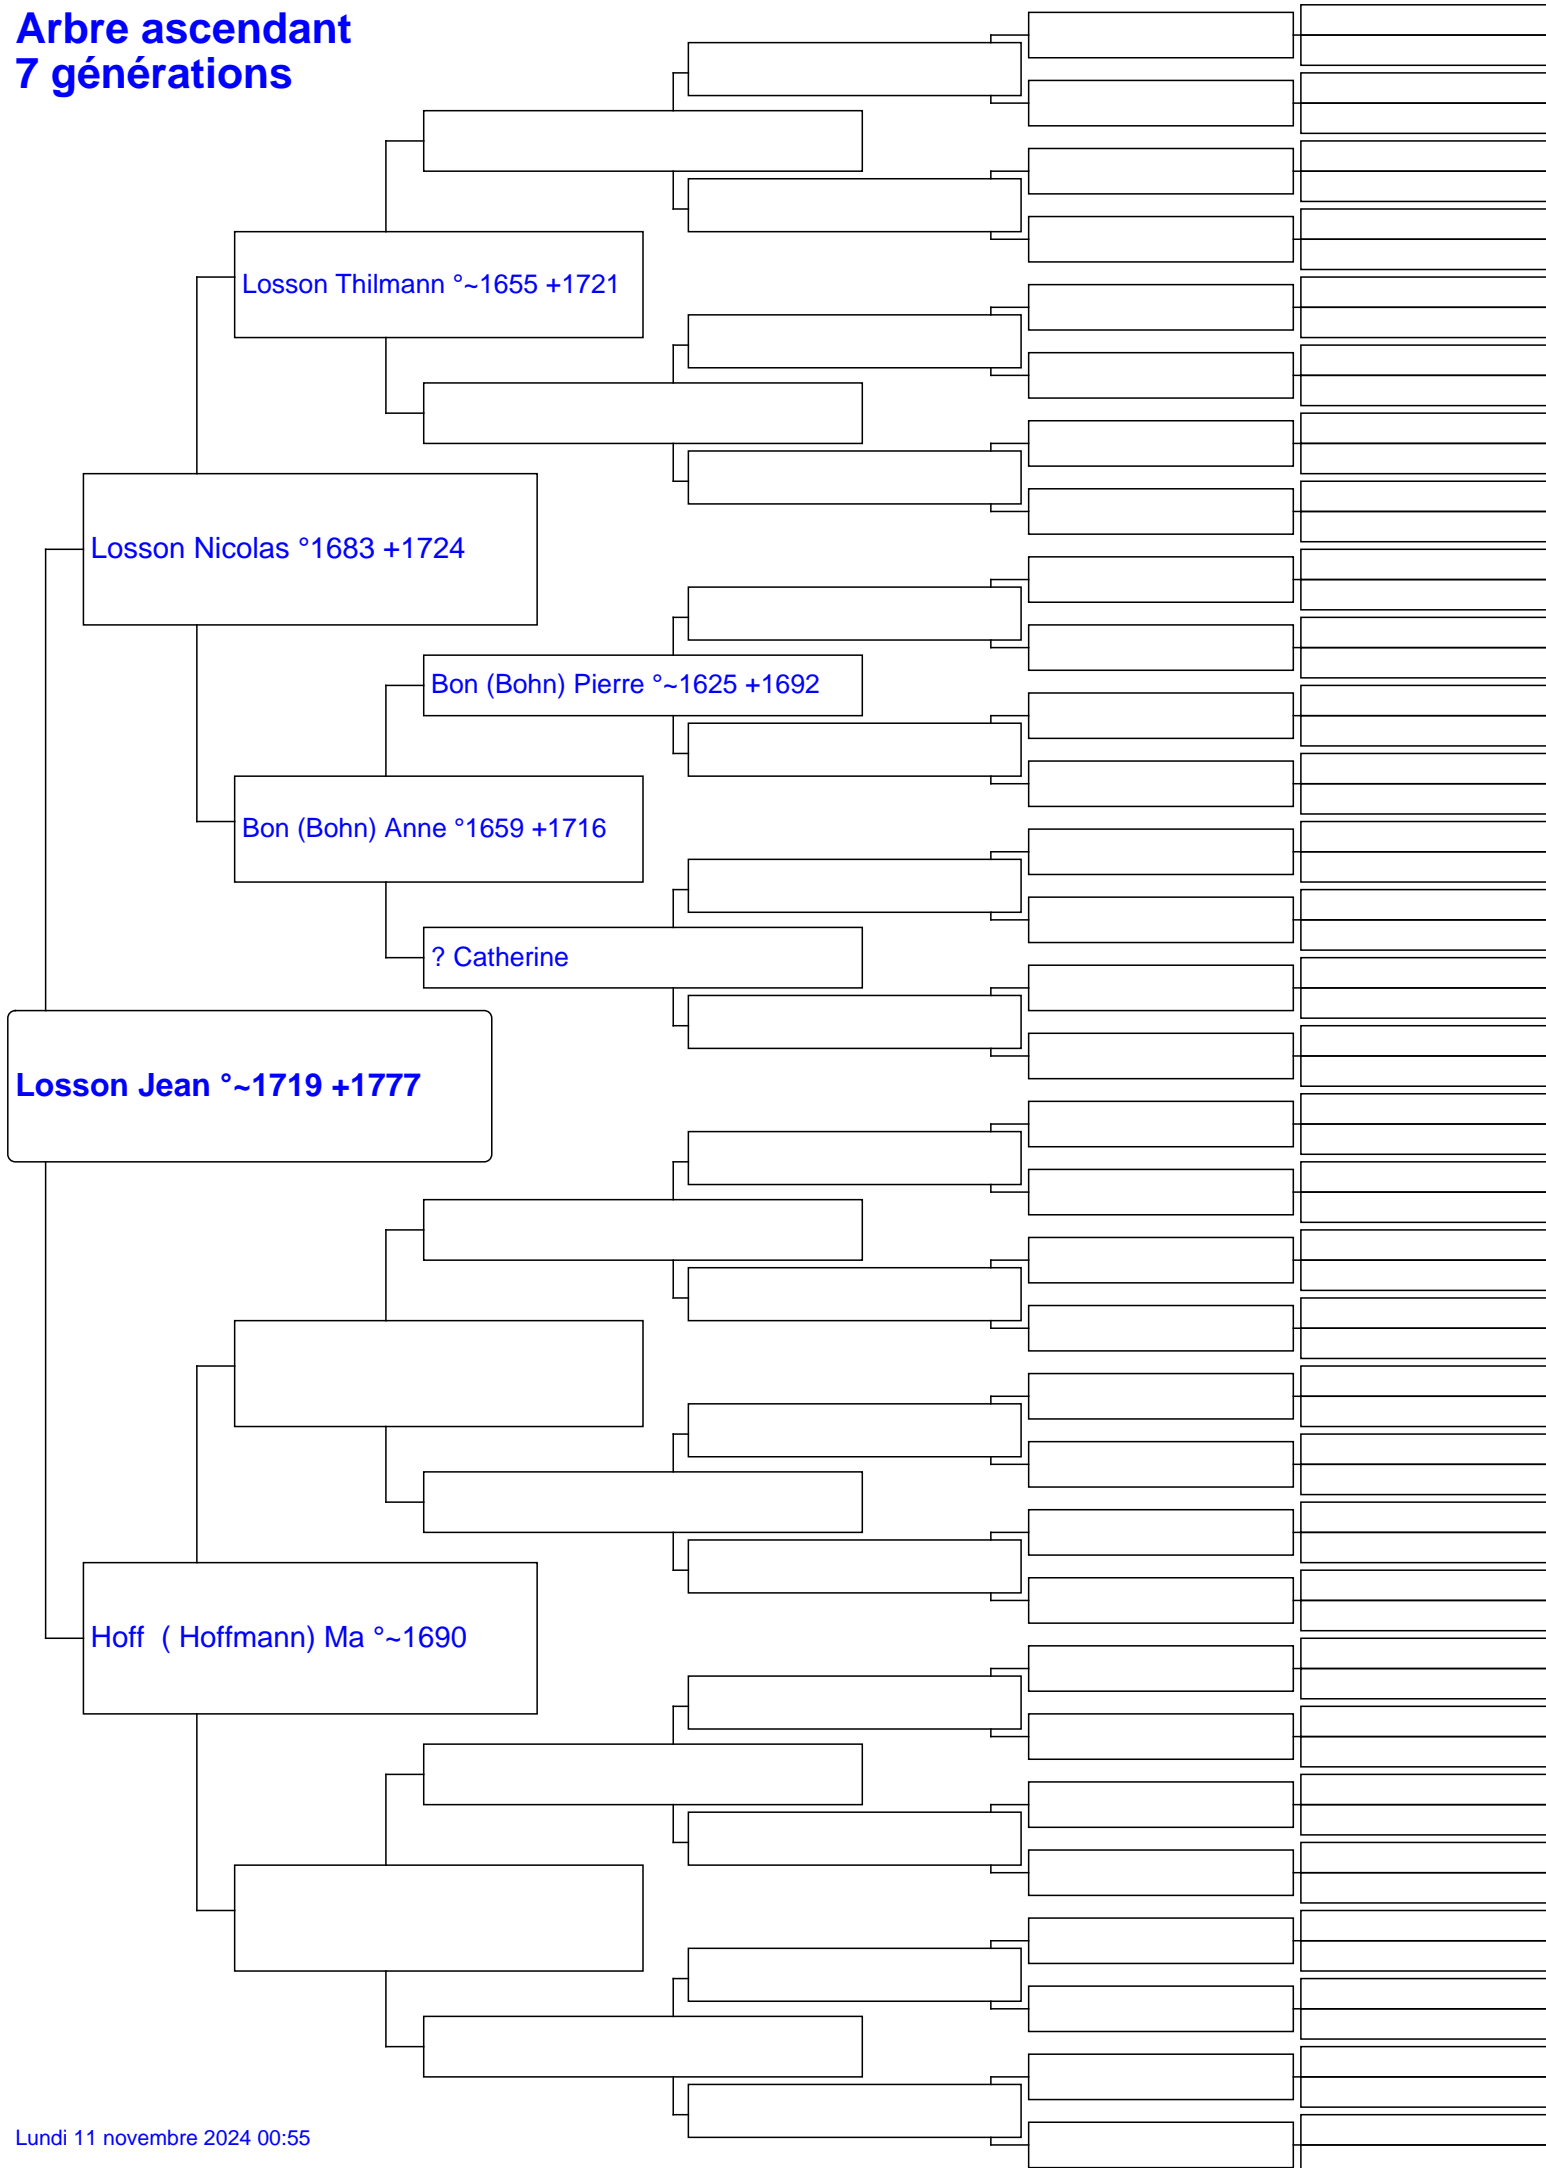 Arbre ascendant
7 générations
Losson Thilmann °~1655 +1721
Losson Nicolas °1683 +1724
Bon (Bohn) Pierre °~1625 +1692
Bon (Bohn) Anne °1659 +1716
? Catherine
Losson Jean °~1719 +1777
Hoff  ( Hoffmann) Ma °~1690
Lundi 11 novembre 2024 00:55